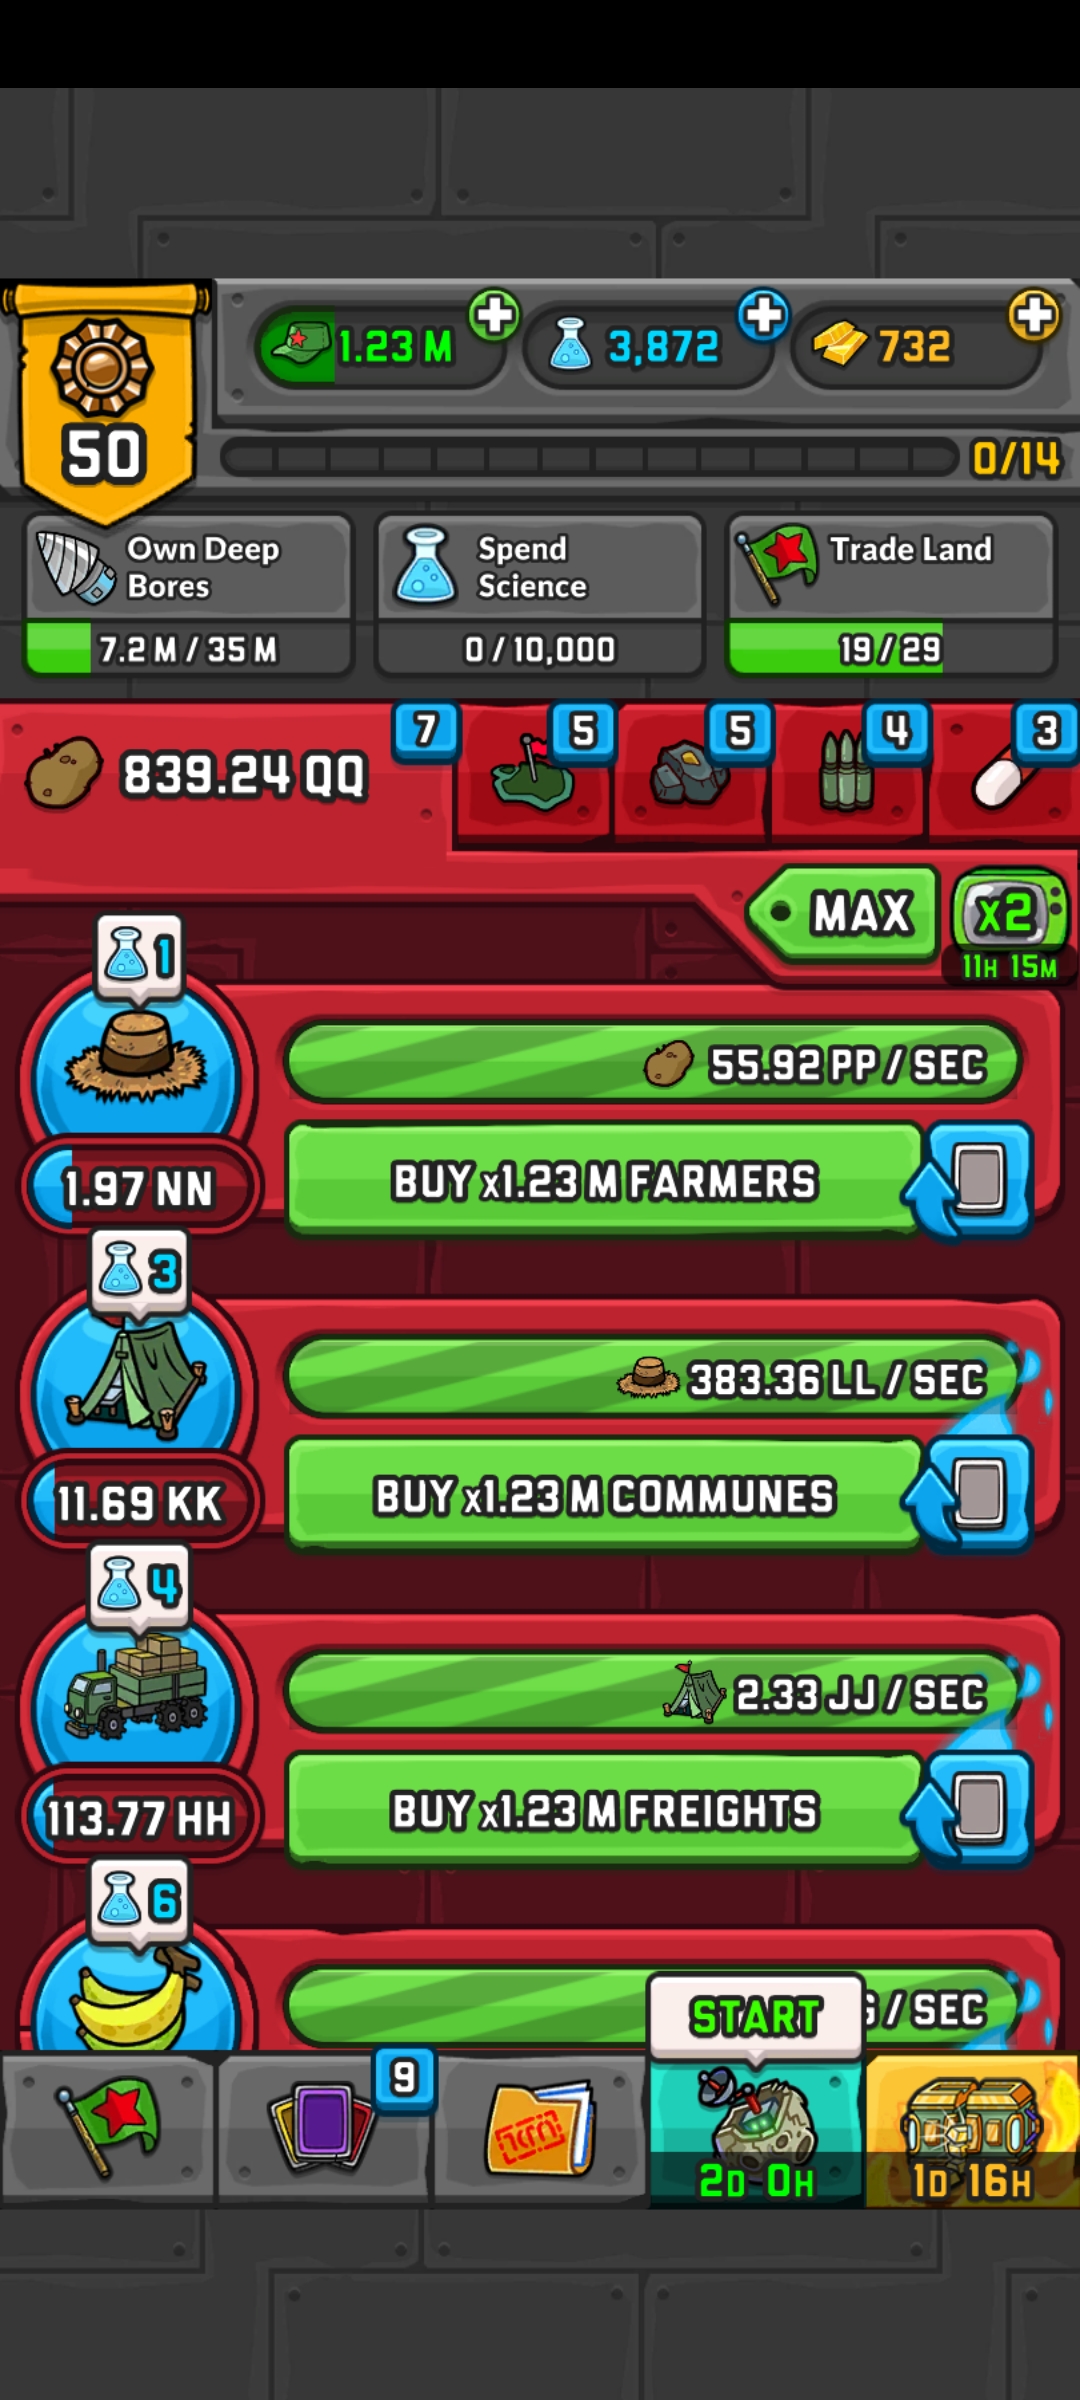 1.23 M
3,872
732
50
0/14
Own Deep
Bores
7.2 M / 35 M
Spend
Science
0 / 10,000
Trade Land
19 / 29
839.24 QQ
7
5
5
4
3
MAX
x2
11H 15M
1
55.92 PP / SEC
1.97 NN
BUY x1.23 M FARMERS
3
383.36 LL / SEC
11.69 KK
BUY x1.23 M COMMUNES
4
2.33 JJ / SEC
113.77 HH
BUY x1.23 M FREIGHTS
6
/ SEC
START
9
2D 0H
1D 16H